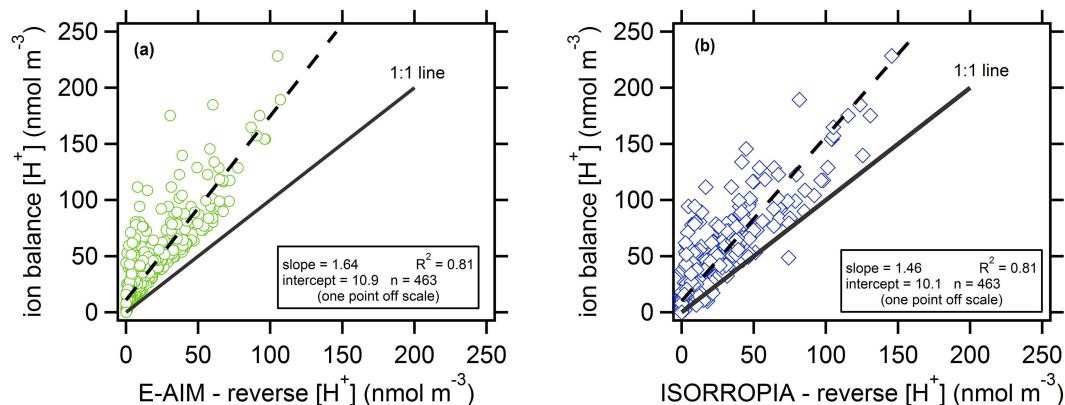 (a)
250
200
150
100
50
0
ion balance [H⁺] (nmol m⁻³)
1:1 line
slope = 1.64 R² = 0.81
intercept = 10.9 n = 463
(one point off scale)
0 50 100 150 200 250
E-AIM - reverse [H⁺] (nmol m⁻³)
(b)
250
200
150
100
50
0
ion balance [H⁺] (nmol m⁻³)
1:1 line
slope = 1.46 R² = 0.81
intercept = 10.1 n = 463
(one point off scale)
0 50 100 150 200 250
ISORROPIA - reverse [H⁺] (nmol m⁻³)